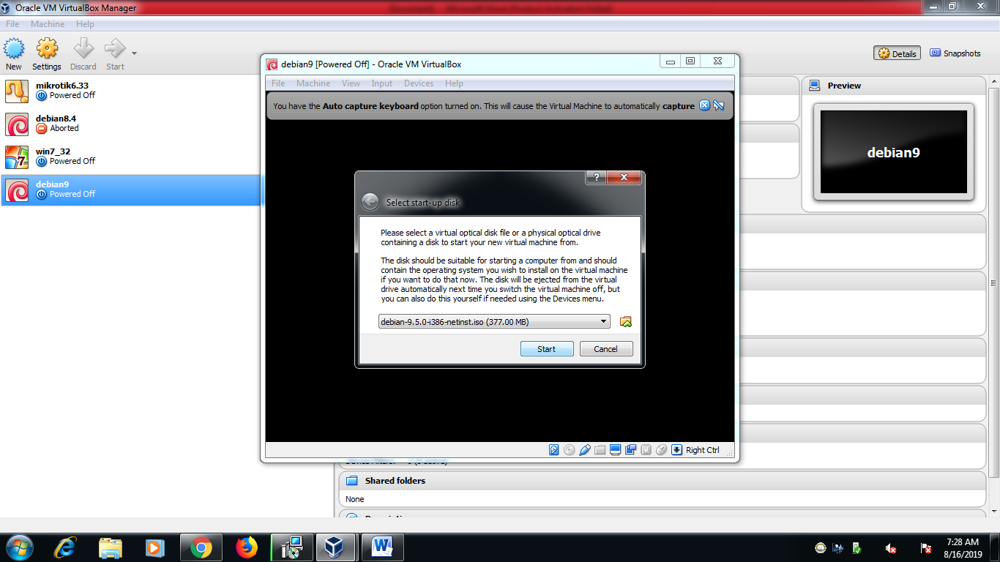 Oracle VM VirtualBox Manager
File Machine Help
New Settings Discard Start
Details Snapshots
mikrotik6.33
Powered Off
debian8.4
Aborted
win7_32
Powered Off
debian9
Powered Off
debian9 [Powered Off] - Oracle VM VirtualBox
File Machine View Input Devices Help
You have the Auto capture keyboard option turned on. This will cause the Virtual Machine to automatically capture
Select start-up disk
Please select a virtual optical disk file or a physical optical drive
containing a disk to start your new virtual machine from.
The disk should be suitable for starting a computer from and should
contain the operating system you wish to install on the virtual machine
if you want to do that now. The disk will be ejected from the virtual
drive automatically next time you switch the virtual machine off, but
you can also do this yourself if needed using the Devices menu.
debian-9.5.0-i386-netinst.iso (377.00 MB)
Start Cancel
Right Ctrl
Preview
debian9
Shared folders
None
7:28 AM
8/16/2019